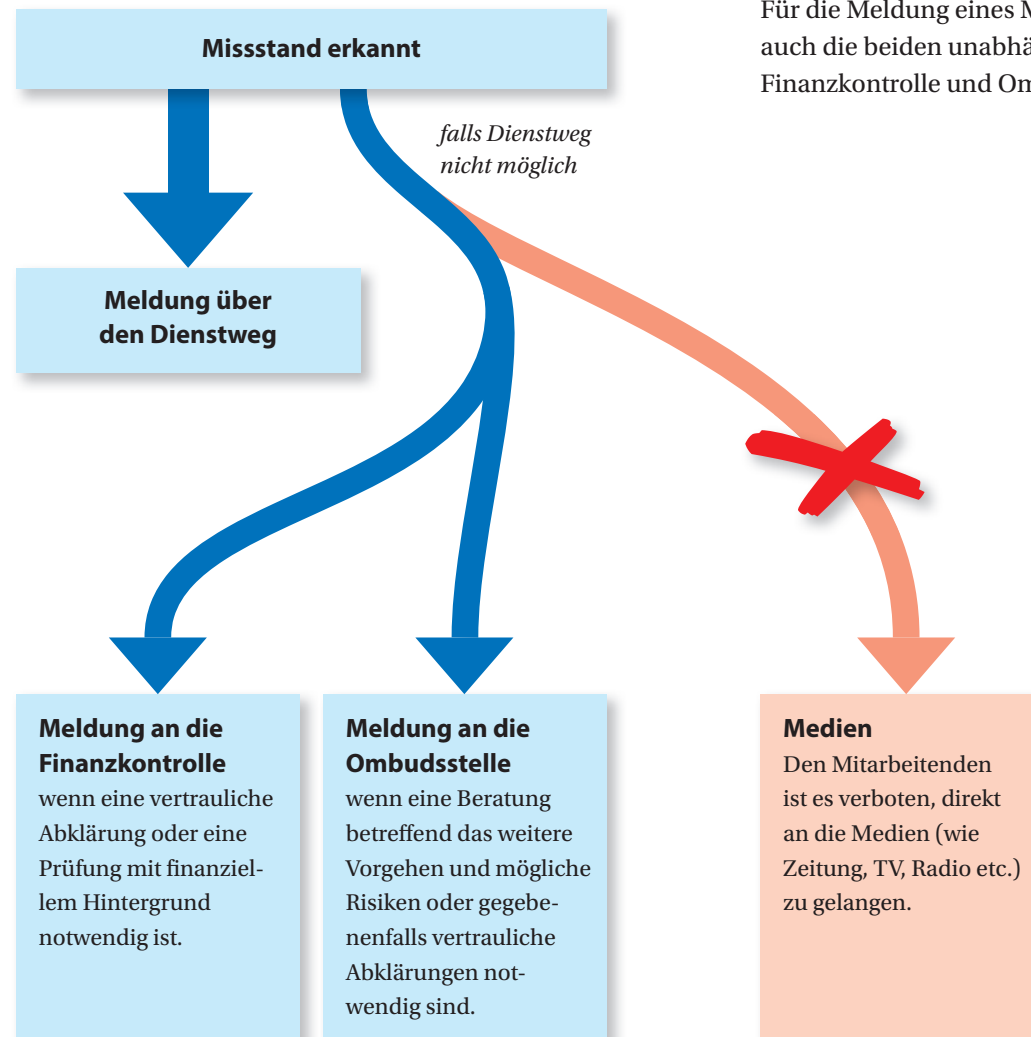 Missstand erkannt
Für die Meldung eines
auch die beiden
Finanzkontrolle und
falls Dienstweg
nicht möglich
Meldung über
den Dienstweg
Meldung an die
Finanzkontrolle
wenn eine vertrauliche
Abklärung oder eine
Prüfung mit finanziel-
lem Hintergrund
notwendig ist.
Meldung an die
Ombudsstelle
wenn eine Beratung
betreffend das weitere
Vorgehen und mögliche
Risiken oder gegebe-
nenfalls vertrauliche
Abklärungen not-
wendig sind.
Medien
Den Mitarbeitenden
ist es verboten, direkt
an die Medien (wie
Zeitung, TV, Radio etc.)
zu gelangen.